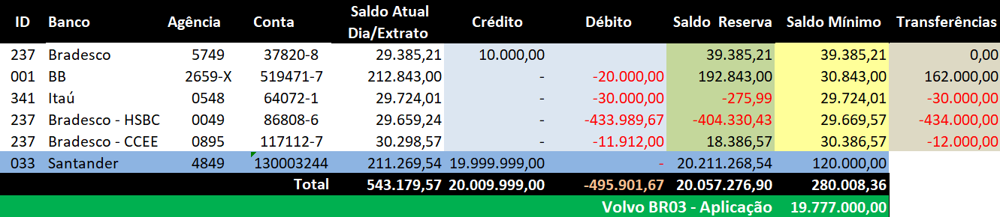 ID Banco Agência Conta Saldo Atual Dia/Extrato Crédito Débito Saldo Reserva Saldo Mínimo Transferências
237 Bradesco 5749 37820-8 29.385,21 10.000,00 39.385,21 39.385,21 0,00
001 BB 2659-X 519471-7 212.843,00 - -20.000,00 192.843,00 30.843,00 162.000,00
341 Itaú 0548 64072-1 29.724,01 - -30.000,00 -275,99 29.724,01 -30.000,00
237 Bradesco - HSBC 0049 86808-6 29.659,24 - -433.989,67 -404.330,43 29.669,57 -434.000,00
237 Bradesco - CCEE 0895 117112-7 30.298,57 - -11.912,00 18.386,57 30.386,57 -12.000,00
033 Santander 4849 130003244 211.269,54 19.999.999,00 - 20.211.268,54 120.000,00
Total 543.179,57 20.009.999,00 -495.901,67 20.057.276,90 280.008,36
Volvo BR03 - Aplicação 19.777.000,00